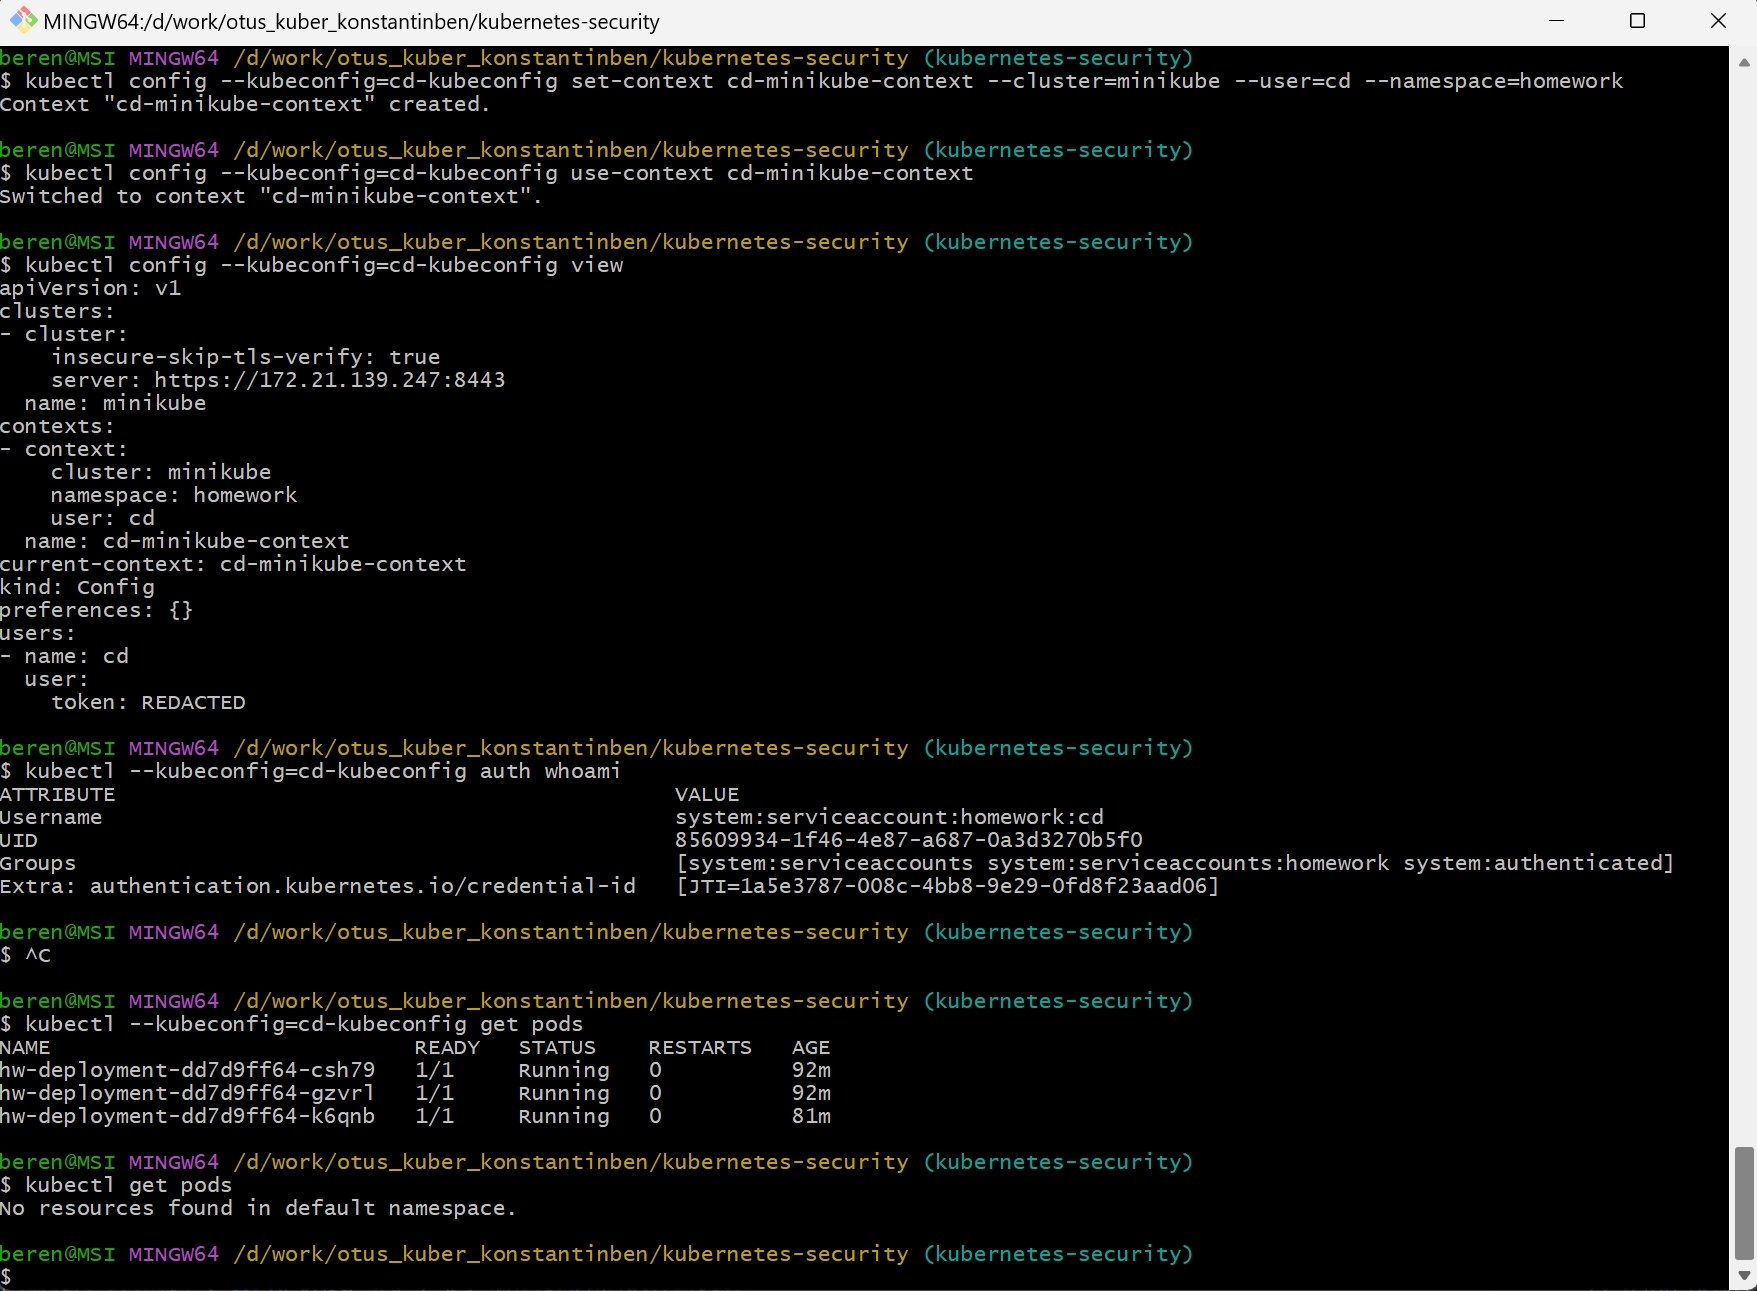 MINGW64:/d/work/otus_kuber_konstantinben/kubernetes-security
beren@MSI MINGW64 /d/work/otus_kuber_konstantinben/kubernetes-security (kubernetes-security)
$ kubectl config --kubeconfig=cd-kubeconfig set-context cd-minikube-context --cluster=minikube --user=cd --namespace=homework
Context "cd-minikube-context" created.
beren@MSI MINGW64 /d/work/otus_kuber_konstantinben/kubernetes-security (kubernetes-security)
$ kubectl config --kubeconfig=cd-kubeconfig use-context cd-minikube-context
Switched to context "cd-minikube-context".
beren@MSI MINGW64 /d/work/otus_kuber_konstantinben/kubernetes-security (kubernetes-security)
$ kubectl config --kubeconfig=cd-kubeconfig view
apiVersion: v1
clusters:
- cluster:
    insecure-skip-tls-verify: true
    server: https://172.21.139.247:8443
  name: minikube
contexts:
- context:
    cluster: minikube
    namespace: homework
    user: cd
  name: cd-minikube-context
current-context: cd-minikube-context
kind: Config
preferences: {}
users:
- name: cd
  user:
    token: REDACTED
beren@MSI MINGW64 /d/work/otus_kuber_konstantinben/kubernetes-security (kubernetes-security)
$ kubectl --kubeconfig=cd-kubeconfig auth whoami
ATTRIBUTE                                           VALUE
Username                                            system:serviceaccount:homework:cd
UID                                                 85609934-1f46-4e87-a687-0a3d3270b5f0
Groups                                              [system:serviceaccounts system:serviceaccounts:homework system:authenticated]
Extra: authentication.kubernetes.io/credential-id   [JTI=1a5e3787-008c-4bb8-9e29-0fd8f23aad06]
beren@MSI MINGW64 /d/work/otus_kuber_konstantinben/kubernetes-security (kubernetes-security)
$ ^C
beren@MSI MINGW64 /d/work/otus_kuber_konstantinben/kubernetes-security (kubernetes-security)
$ kubectl --kubeconfig=cd-kubeconfig get pods
NAME                            READY   STATUS    RESTARTS   AGE
hw-deployment-dd7d9ff64-csh79   1/1     Running   0          92m
hw-deployment-dd7d9ff64-gzvrl   1/1     Running   0          92m
hw-deployment-dd7d9ff64-k6qnb   1/1     Running   0          81m
beren@MSI MINGW64 /d/work/otus_kuber_konstantinben/kubernetes-security (kubernetes-security)
$ kubectl get pods
No resources found in default namespace.
beren@MSI MINGW64 /d/work/otus_kuber_konstantinben/kubernetes-security (kubernetes-security)
$